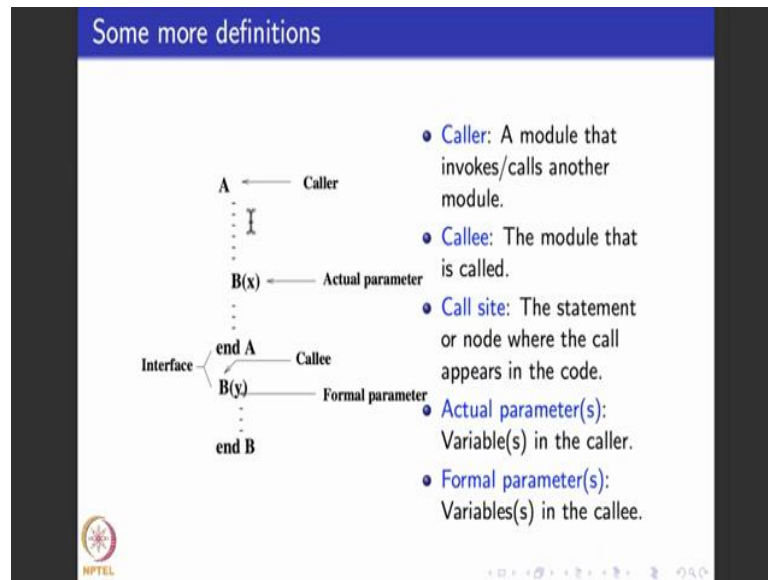 Some more definitions
A
Caller
B(x)
Actual parameter
end A
Interface
Callee
B(y)
Formal parameter
end B
Caller: A module that
invokes/calls another
module.
Callee: The module that
is called.
Call site: The statement
or node where the call
appears in the code.
Actual parameter(s):
Variable(s) in the caller.
Formal parameter(s):
Variables(s) in the callee.
NPTEL